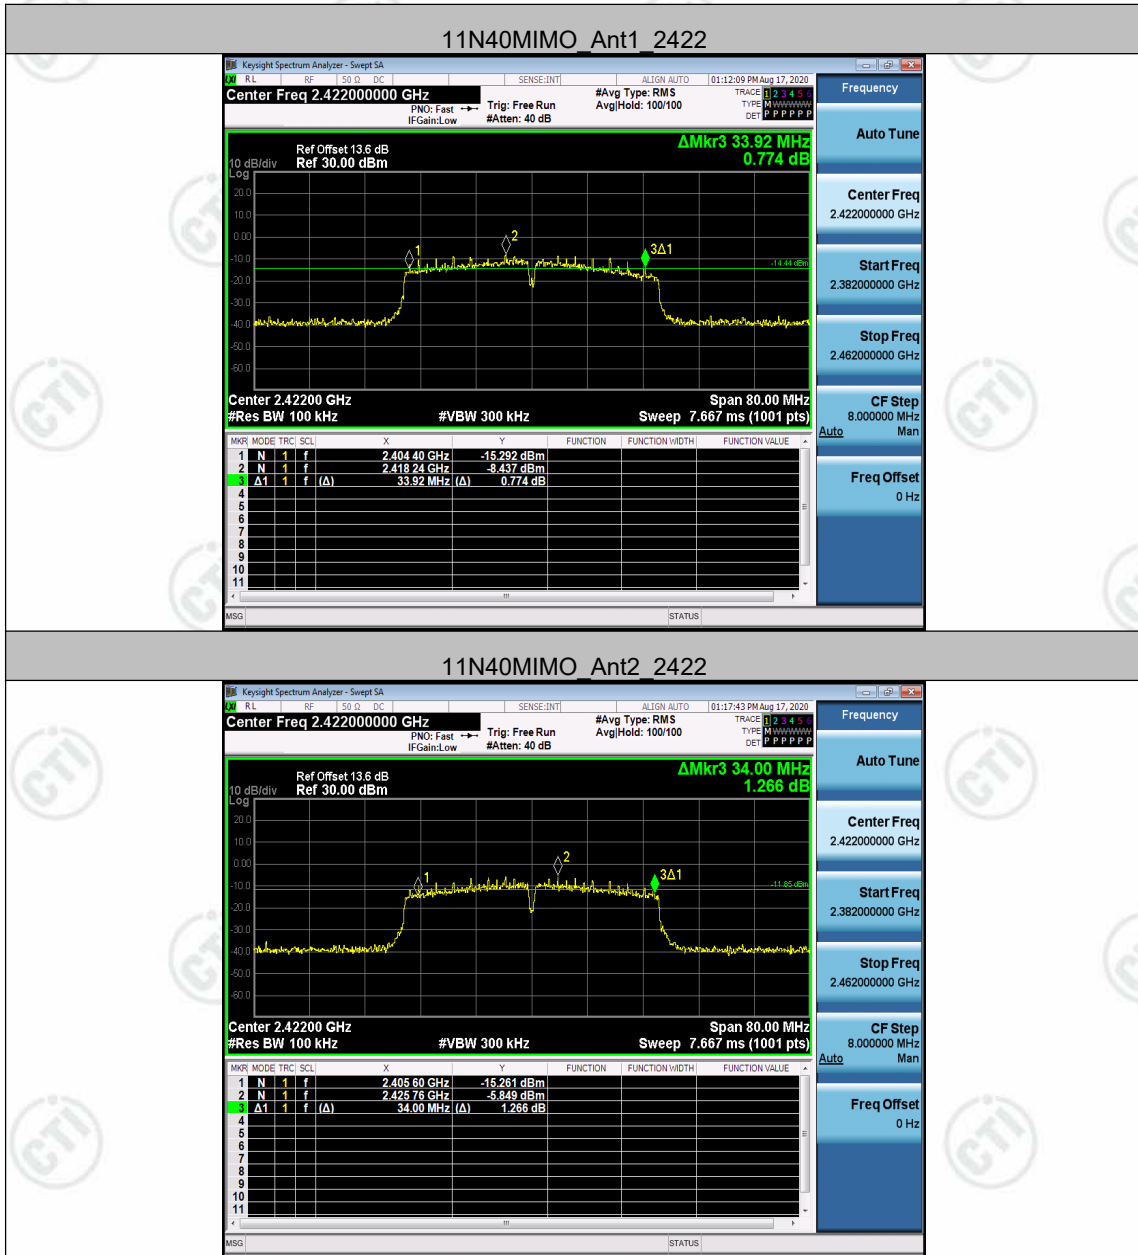 11N40MIMO_Ant1_2422
Keysight Spectrum Analyzer - Swept SA
LXI RL RF 50 Ω DC SENSE:INT ALIGN AUTO 01:12:09 PM Aug 17, 2020
Center Freq 2.422000000 GHz #Avg Type: RMS TRACE 1 2 3 4 5 6
PNO: Fast Trig: Free Run Avg|Hold: 100/100 TYPE M WWWWW
IFGain:Low #Atten: 40 dB DET P P P P P P
ΔMkr3 33.92 MHz
0.774 dB
Ref Offset 13.6 dB
10 dB/div Ref 30.00 dBm
Log
20.0
10.0
0.00
-10.0
-20.0
-30.0
-40.0
-50.0
-60.0
1
2
3Δ1
-14.44 dBm
Center 2.42200 GHz Span 80.00 MHz
#Res BW 100 kHz #VBW 300 kHz Sweep 7.667 ms (1001 pts)
MKR MODE TRC SCL X Y FUNCTION FUNCTION WIDTH FUNCTION VALUE
1 N 1 f 2.404 40 GHz -15.292 dBm
2 N 1 f 2.418 24 GHz -8.437 dBm
3 Δ1 1 f (Δ) 33.92 MHz (Δ) 0.774 dB
4
5
6
7
8
9
10
11
MSG STATUS
Frequency
Auto Tune
Center Freq
2.422000000 GHz
Start Freq
2.382000000 GHz
Stop Freq
2.462000000 GHz
CF Step
8.000000 MHz
Auto Man
Freq Offset
0 Hz
11N40MIMO_Ant2_2422
Keysight Spectrum Analyzer - Swept SA
LXI RL RF 50 Ω DC SENSE:INT ALIGN AUTO 01:17:43 PM Aug 17, 2020
Center Freq 2.422000000 GHz #Avg Type: RMS TRACE 1 2 3 4 5 6
PNO: Fast Trig: Free Run Avg|Hold: 100/100 TYPE M WWWWW
IFGain:Low #Atten: 40 dB DET P P P P P P
ΔMkr3 34.00 MHz
1.266 dB
Ref Offset 13.6 dB
10 dB/div Ref 30.00 dBm
Log
20.0
10.0
0.00
-10.0
-20.0
-30.0
-40.0
-50.0
-60.0
1
2
3Δ1
-11.85 dBm
Center 2.42200 GHz Span 80.00 MHz
#Res BW 100 kHz #VBW 300 kHz Sweep 7.667 ms (1001 pts)
MKR MODE TRC SCL X Y FUNCTION FUNCTION WIDTH FUNCTION VALUE
1 N 1 f 2.405 60 GHz -15.261 dBm
2 N 1 f 2.425 76 GHz -5.849 dBm
3 Δ1 1 f (Δ) 34.00 MHz (Δ) 1.266 dB
4
5
6
7
8
9
10
11
MSG STATUS
Frequency
Auto Tune
Center Freq
2.422000000 GHz
Start Freq
2.382000000 GHz
Stop Freq
2.462000000 GHz
CF Step
8.000000 MHz
Auto Man
Freq Offset
0 Hz
CTI